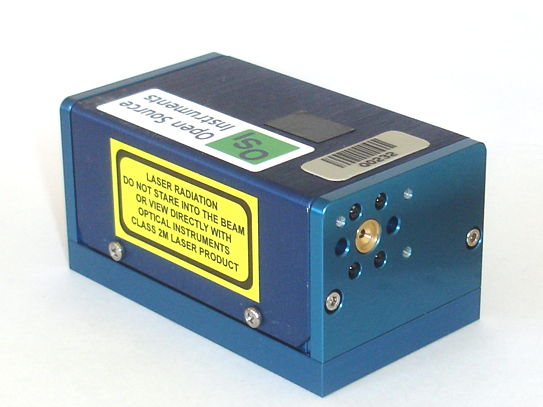 Open Source
Instruments
OSI
00232
LASER RADIATION
DO NOT STARE INTO THE BEAM
OR VIEW DIRECTLY WITH
OPTICAL INSTRUMENTS
CLASS 2M LASER PRODUCT